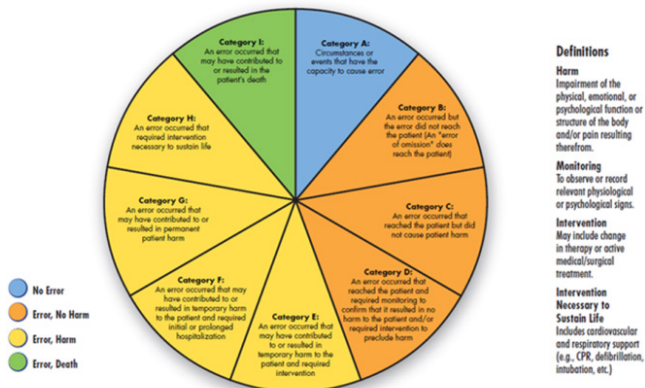 Category I:
An error occurred that
may have contributed to
or resulted in the
patient's death
Category A:
Circumstances or
events that have the
capacity to cause error
Category B:
An error occurred but
the error did not reach
the patient (An "error
of omission" does
reach the patient)
Category C:
An error occurred that
reached the patient but did
not cause patient harm
Category D:
An error occurred that
reached the patient and
required monitoring to
confirm that it resulted in no
harm to the patient and/or
required intervention to
preclude harm
Category E:
An error occurred that
may have contributed
to or resulted in
temporary harm to the
patient and required
intervention
Category F:
An error occurred that may
have contributed to or
resulted in temporary harm
to the patient and required
initial or prolonged
hospitalization
Category G:
An error occurred that
may have contributed to or
resulted in permanent
patient harm
Category H:
An error occurred that
required intervention
necessary to sustain life
No Error
Error, No Harm
Error, Harm
Error, Death
Definitions
Harm
Impairment of the
physical, emotional, or
psychological function or
structure of the body
and/or pain resulting
therefrom.
Monitoring
To observe or record
relevant physiological
or psychological signs.
Intervention
May include change
in therapy or active
medical/surgical
treatment.
Intervention
Necessary to
Sustain Life
Includes cardiovascular
and respiratory support
(e.g., CPR, defibrillation,
intubation, etc.)